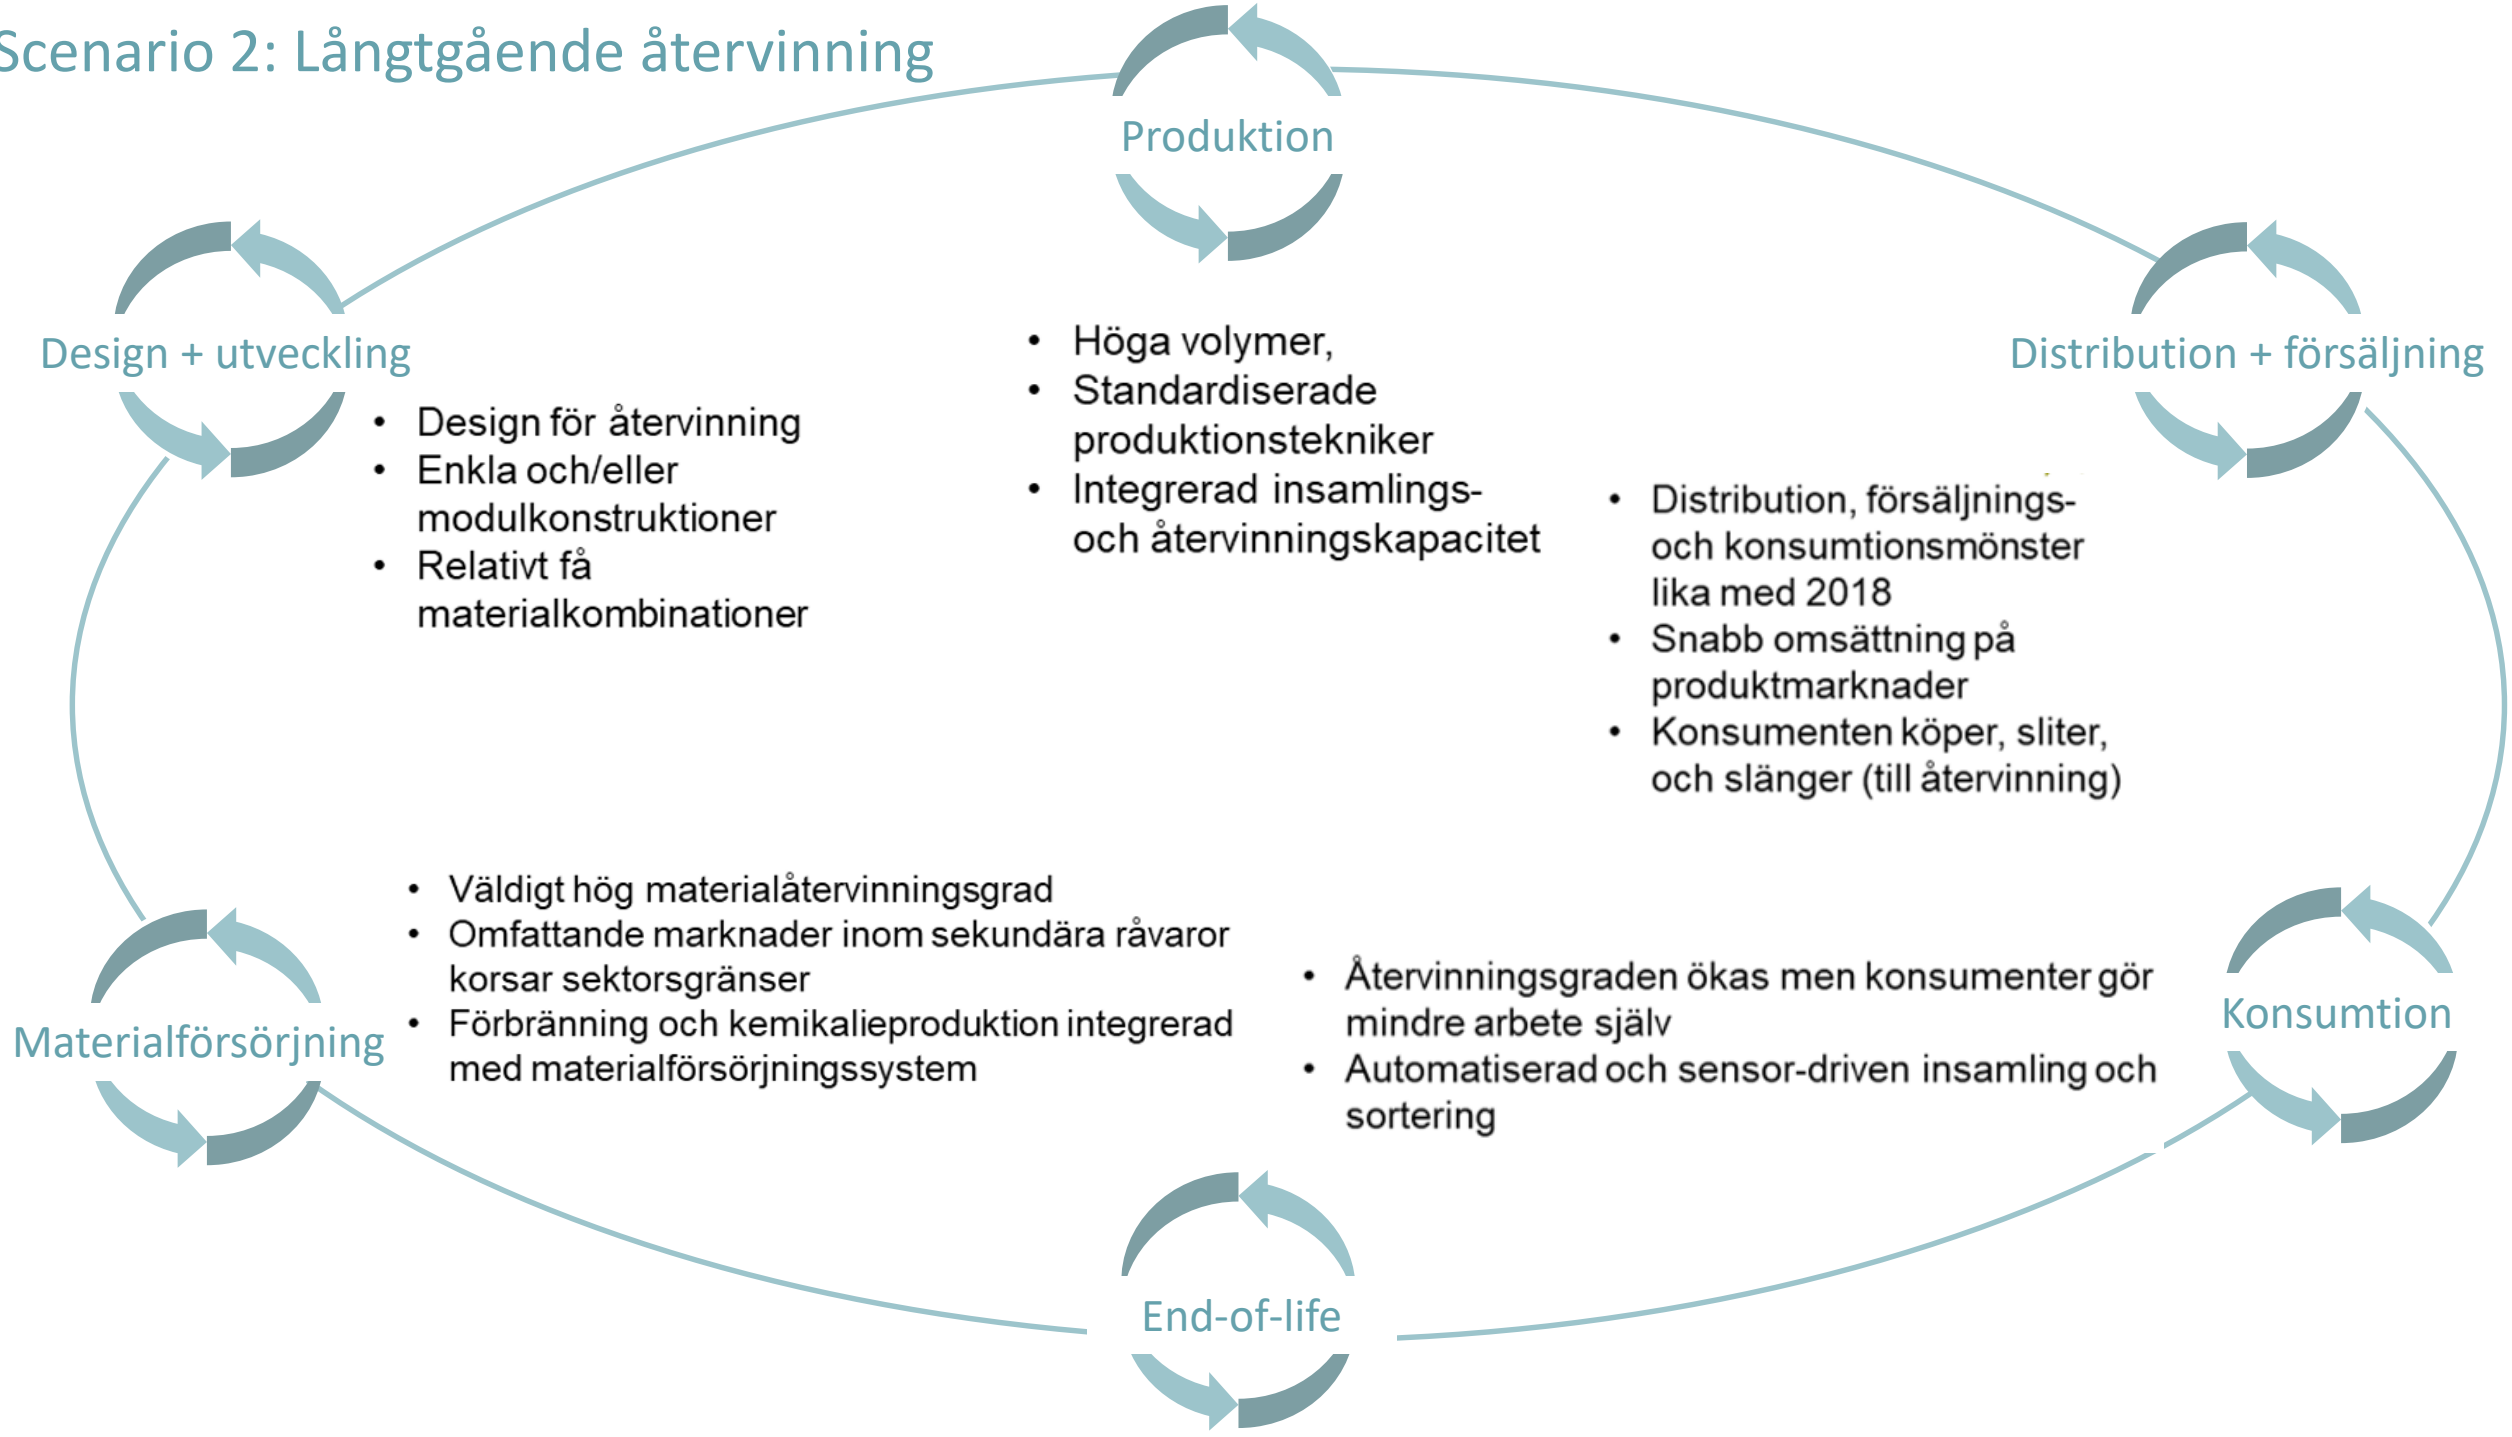 Scenario 2: Långtgående återvinning
Produktion
Design + utveckling
Distribution + försäljning
• Höga volymer,
• Standardiserade
produktionstekniker
• Integrerad insamlings-
och återvinningskapacitet
• Design för återvinning
• Enkla och/eller
modulkonstruktioner
• Relativt få
materialkombinationer
• Distribution, försäljnings-
och konsumtionsmönster
lika med 2018
• Snabb omsättning på
produktmarknader
• Konsumenten köper, sliter,
och slänger (till återvinning)
Materialförsörjning
• Väldigt hög materialåtervinningsgrad
• Omfattande marknader inom sekundära råvaror
korsar sektorsgränser
• Förbränning och kemikalieproduktion integrerad
med materialförsörjningssystem
• Återvinningsgraden ökas men konsumenter gör
mindre arbete själv
• Automatiserad och sensor-driven insamling och
sortering
Konsumtion
End-of-life